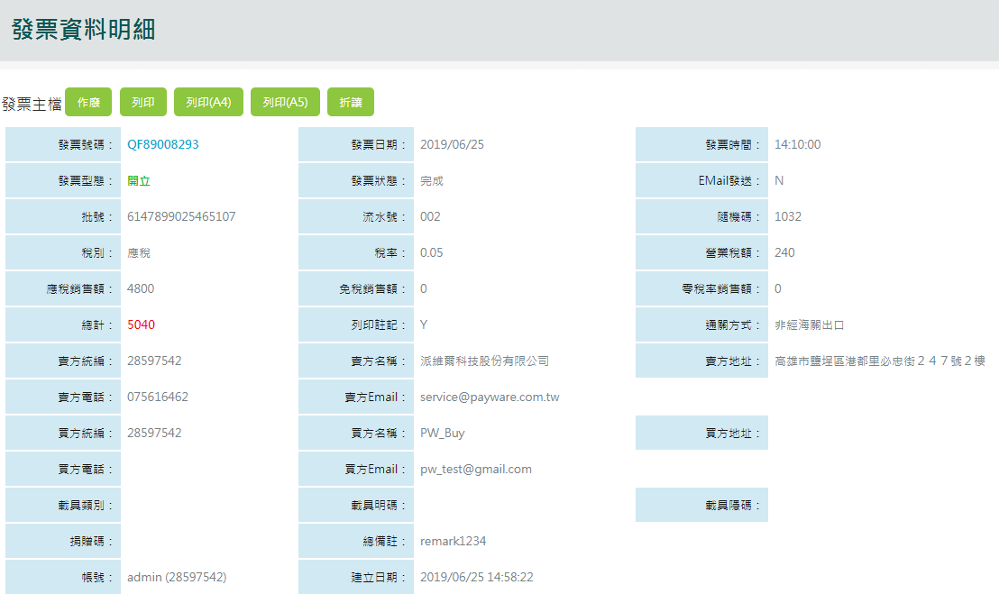 發票資料明細
發票主檔 作廢 列印 列印(A4) 列印(A5) 折讓
發票號碼： QF89008293 發票日期： 2019/06/25 發票時間： 14:10:00
發票型態： 開立 發票狀態： 完成 EMail發送： N
批號： 6147899025465107 流水號： 002 隨機碼： 1032
稅別： 應稅 稅率： 0.05 營業稅額： 240
應稅銷售額： 4800 免稅銷售額： 0 零稅率銷售額： 0
總計： 5040 列印註記： Y 通關方式： 非經海關出口
賣方統編： 28597542 賣方名稱： 派維爾科技股份有限公司 賣方地址： 高雄市鹽埕區港都里必忠街２４７號２樓
賣方電話： 075616462 賣方Email： service@payware.com.tw
買方統編： 28597542 買方名稱： PW_Buy 買方地址：
買方電話： 買方Email： pw_test@gmail.com
載具類別： 載具明碼： 載具隱碼：
捐贈碼： 總備註： remark1234
帳號： admin (28597542) 建立日期： 2019/06/25 14:58:22